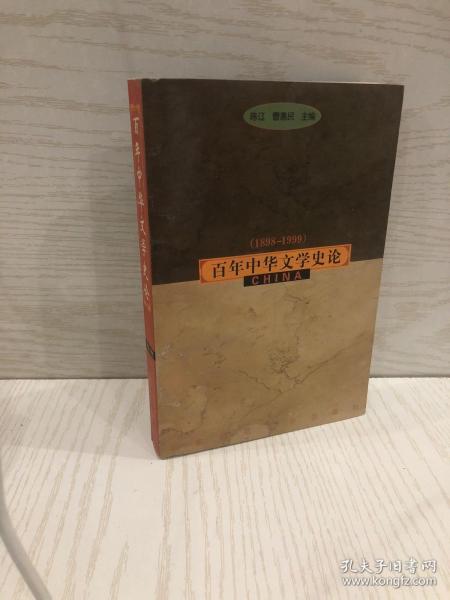 百年中华文学史论
陈辽 曹惠民 主编
(1898-1999)
百年中华文学史论
CHINA
孔夫子旧书网
www.kongfz.com